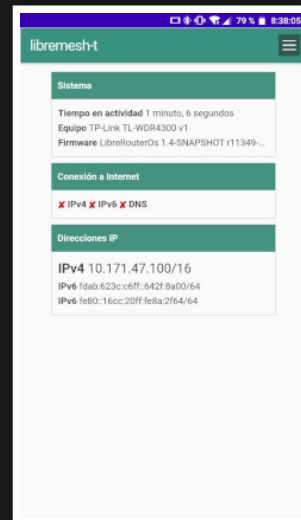 79 % 8:38:05
libremesh-t
Sistema
Tiempo en actividad 1 minuto, 6 segundos
Equipo TP-Link TL-WDR4300 v1
Firmware LibreRouterOs 1.4-SNAPSHOT r11349-...
Conexión a Internet
✘ IPv4 ✘ IPv6 ✘ DNS
Direcciones IP
IPv4 10.171.47.100/16
IPv6 fdab:623c:c6ff::642f:8a00/64
IPv6 fe80::16cc:20ff:fe8a:2f64/64